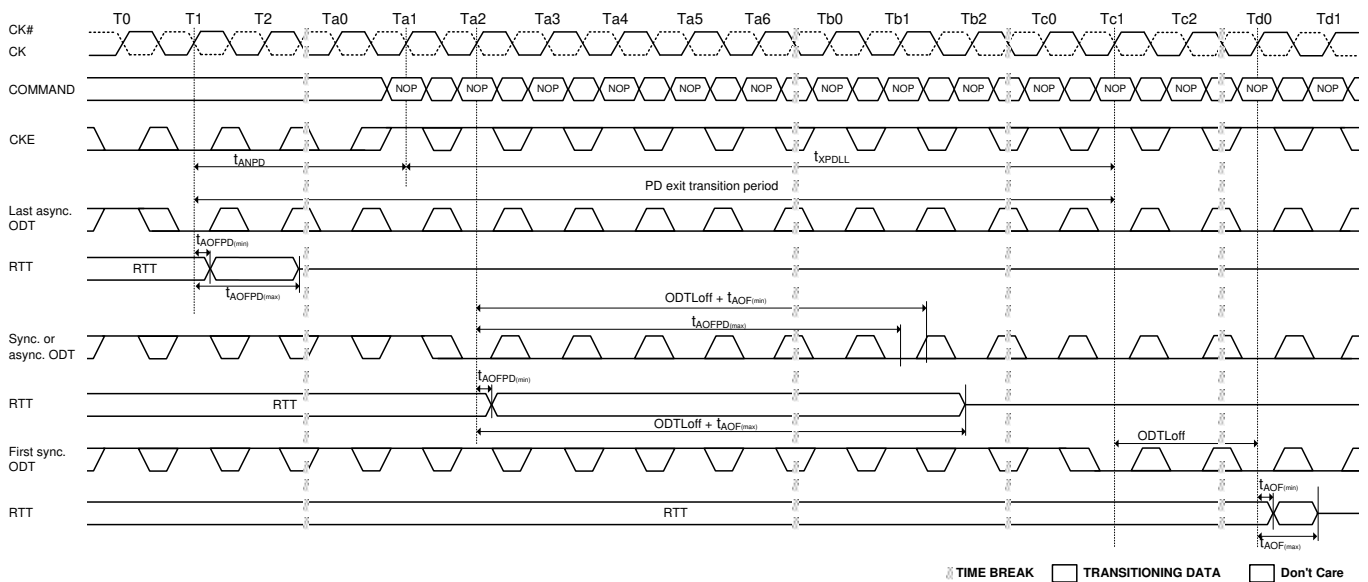 T0 T1 T2 Ta0 Ta1 Ta2 Ta3 Ta4 Ta5 Ta6 Tb0 Tb1 Tb2 Tc0 Tc1 Tc2 Td0 Td1
CK#
CK
COMMAND NOP NOP NOP NOP NOP NOP NOP NOP NOP NOP NOP NOP NOP NOP
CKE
tANPD tXPDLL
PD exit transition period
Last async.
ODT
tAOFPD(min)
RTT RTT
tAOFPD(max)
ODTLoff + tAOF(min)
tAOFPD(max)
Sync. or
async. ODT
tAOFPD(min)
RTT RTT
ODTLoff + tAOF(max)
ODTLoff
First sync.
ODT
tAOF(min)
RTT RTT
tAOF(max)
TIME BREAK TRANSITIONING DATA Don't Care